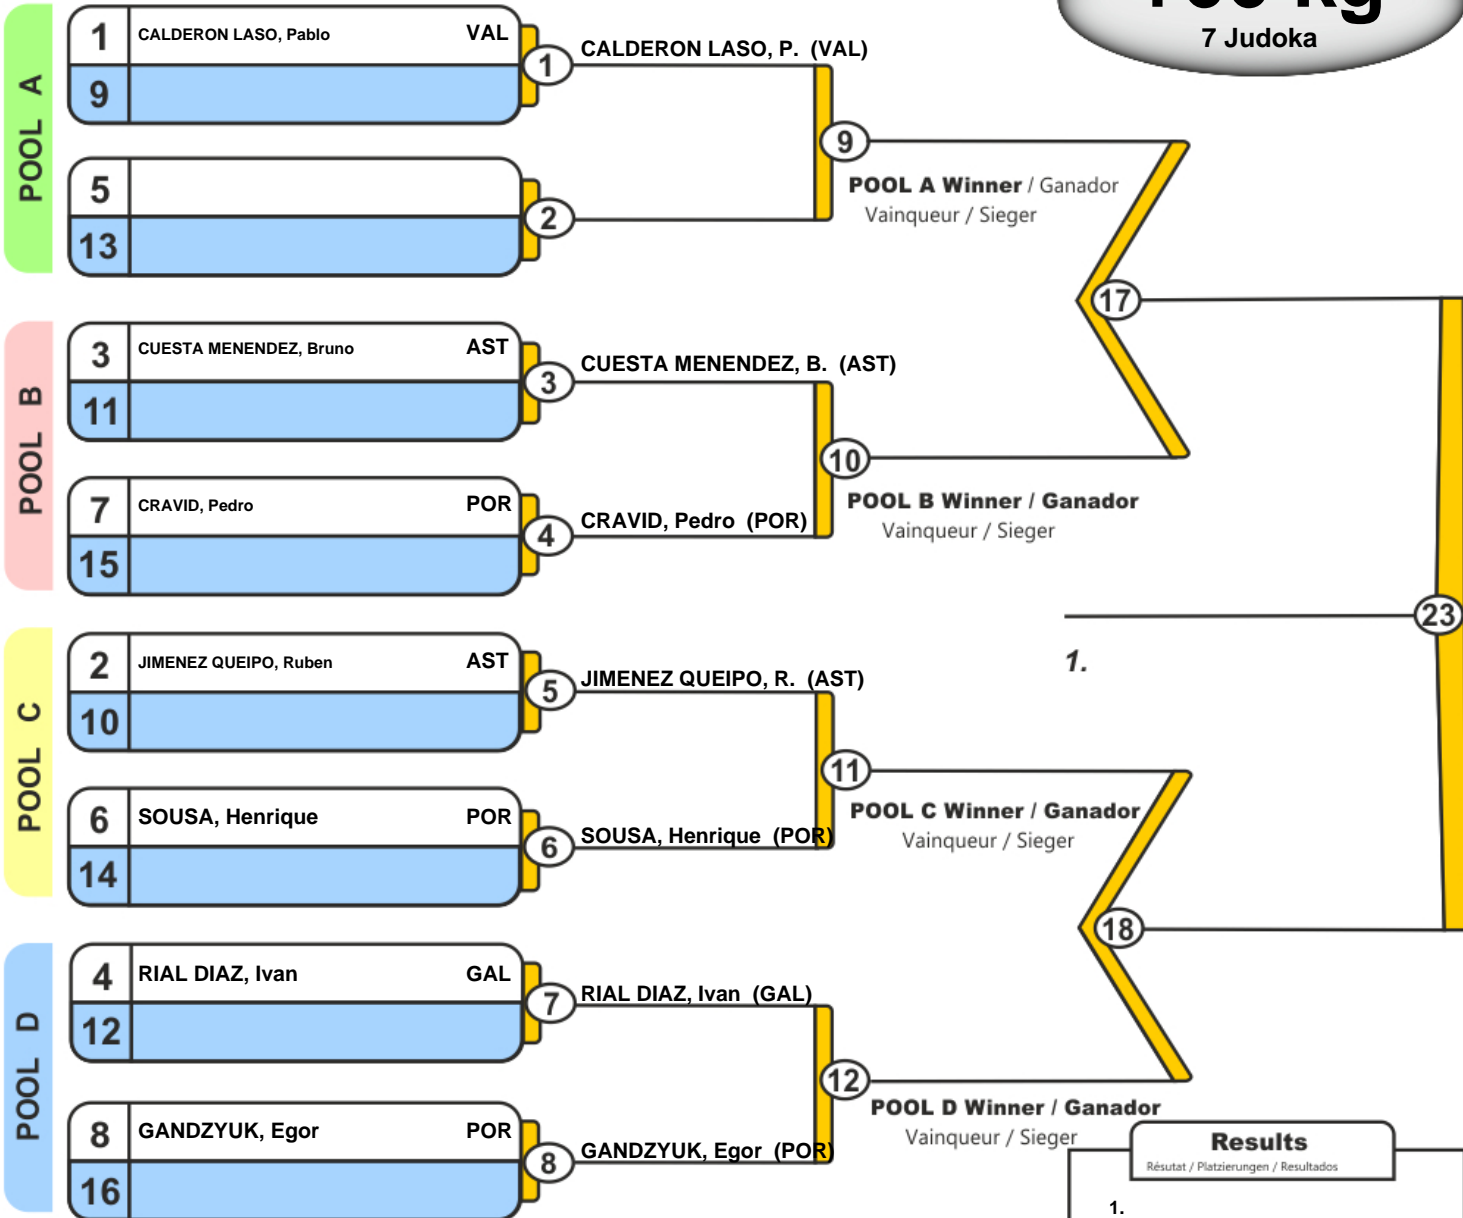 kg
7 Judoka
POOL A
1 CALDERON LASO, Pablo VAL
9
1
CALDERON LASO, P. (VAL)
5
13
2
9
POOL A Winner / Ganador
Vainqueur / Sieger
17
POOL B
3 CUESTA MENENDEZ, Bruno AST
11
3
CUESTA MENENDEZ, B. (AST)
7 CRAVID, Pedro POR
15
4
CRAVID, Pedro (POR)
10
POOL B Winner / Ganador
Vainqueur / Sieger
23
1.
POOL C
2 JIMENEZ QUEIPO, Ruben AST
10
5
JIMENEZ QUEIPO, R. (AST)
6 SOUSA, Henrique POR
14
6
SOUSA, Henrique (POR)
11
POOL C Winner / Ganador
Vainqueur / Sieger
18
POOL D
4 RIAL DIAZ, Ivan GAL
12
7
RIAL DIAZ, Ivan (GAL)
8 GANDZYUK, Egor POR
16
8
GANDZYUK, Egor (POR)
12
POOL D Winner / Ganador
Vainqueur / Sieger
Results
Résutat / Platzierungen / Resultados
1.